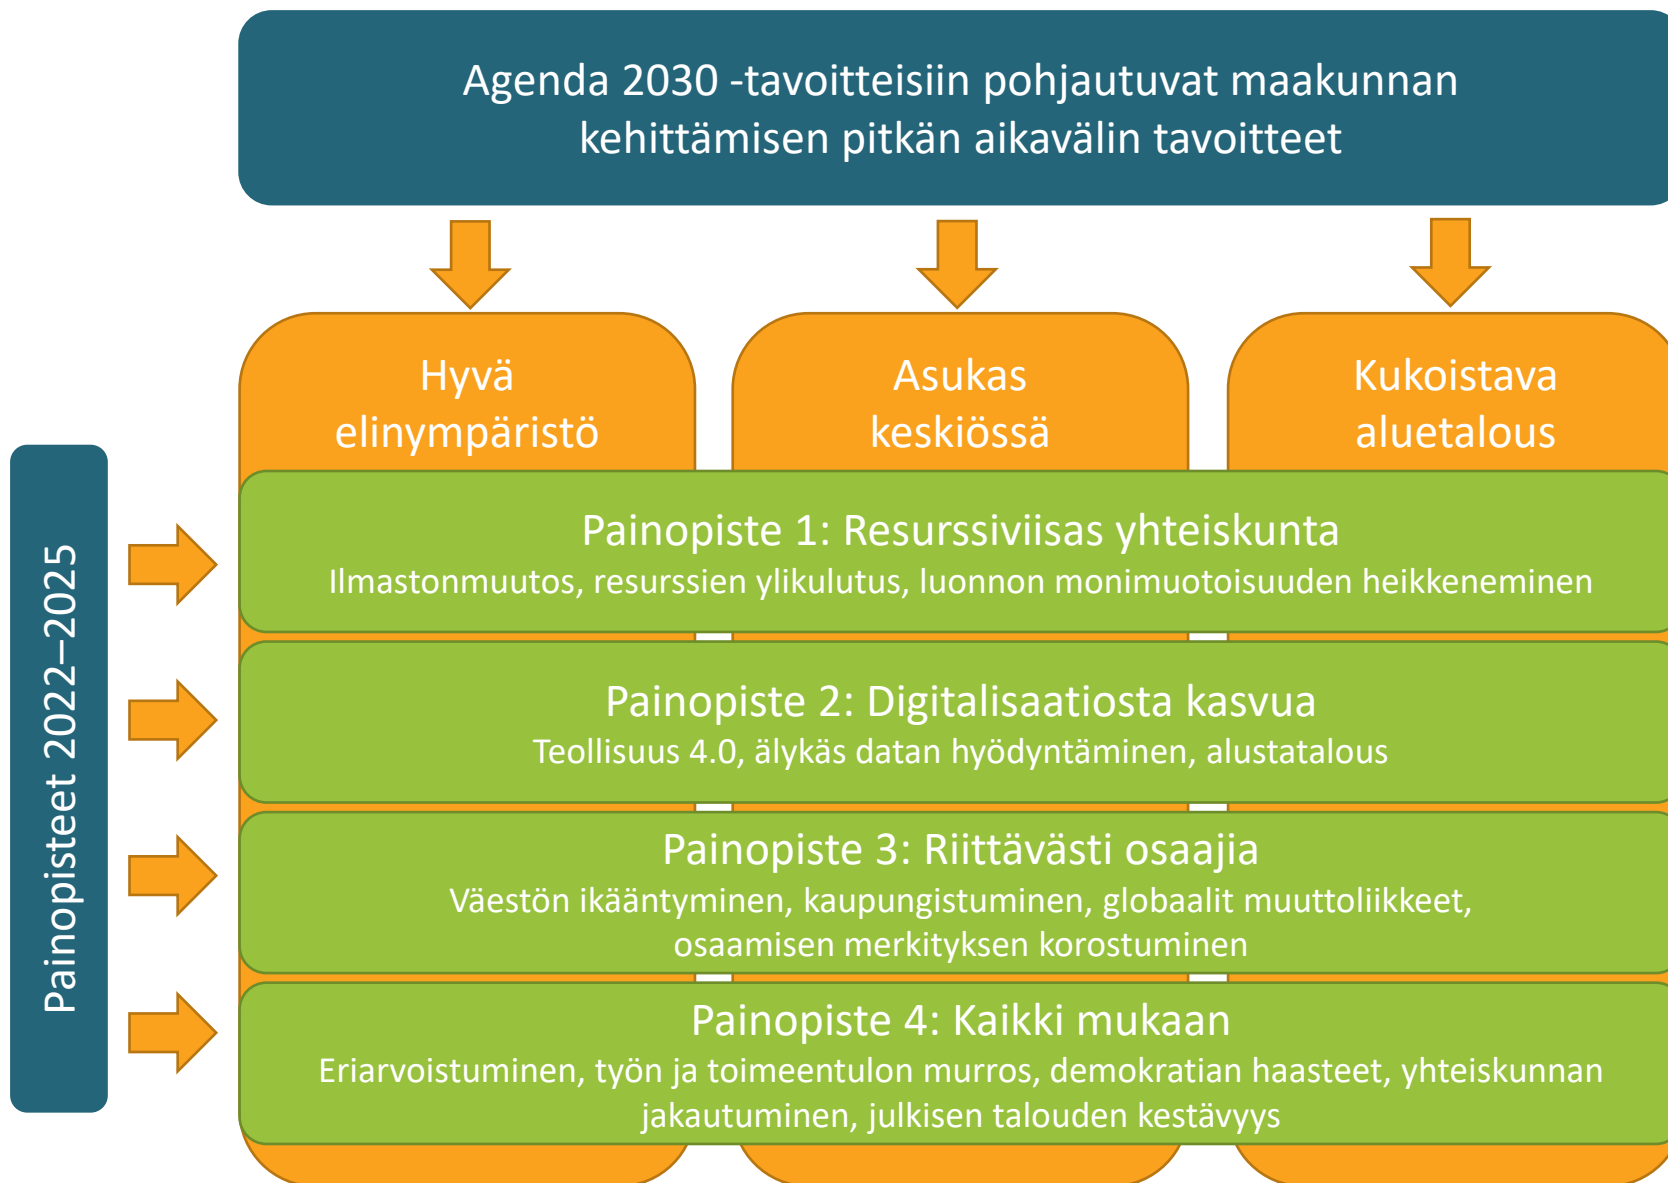 Agenda 2030 -tavoitteisiin pohjautuvat maakunnan
kehittämisen pitkän aikavälin tavoitteet
Hyvä
elinympäristö
Asukas
keskiössä
Kukoistava
aluetalous
Painopisteet 2022–2025
Painopiste 1: Resurssiviisas yhteiskunta
Ilmastonmuutos, resurssien ylikulutus, luonnon monimuotoisuuden heikkeneminen
Painopiste 2: Digitalisaatiosta kasvua
Teollisuus 4.0, älykäs datan hyödyntäminen, alustatalous
Painopiste 3: Riittävästi osaajia
Väestön ikääntyminen, kaupungistuminen, globaalit muuttoliikkeet,
osaamisen merkityksen korostuminen
Painopiste 4: Kaikki mukaan
Eriarvoistuminen, työn ja toimeentulon murros, demokratian haasteet, yhteiskunnan
jakautuminen, julkisen talouden kestävyys